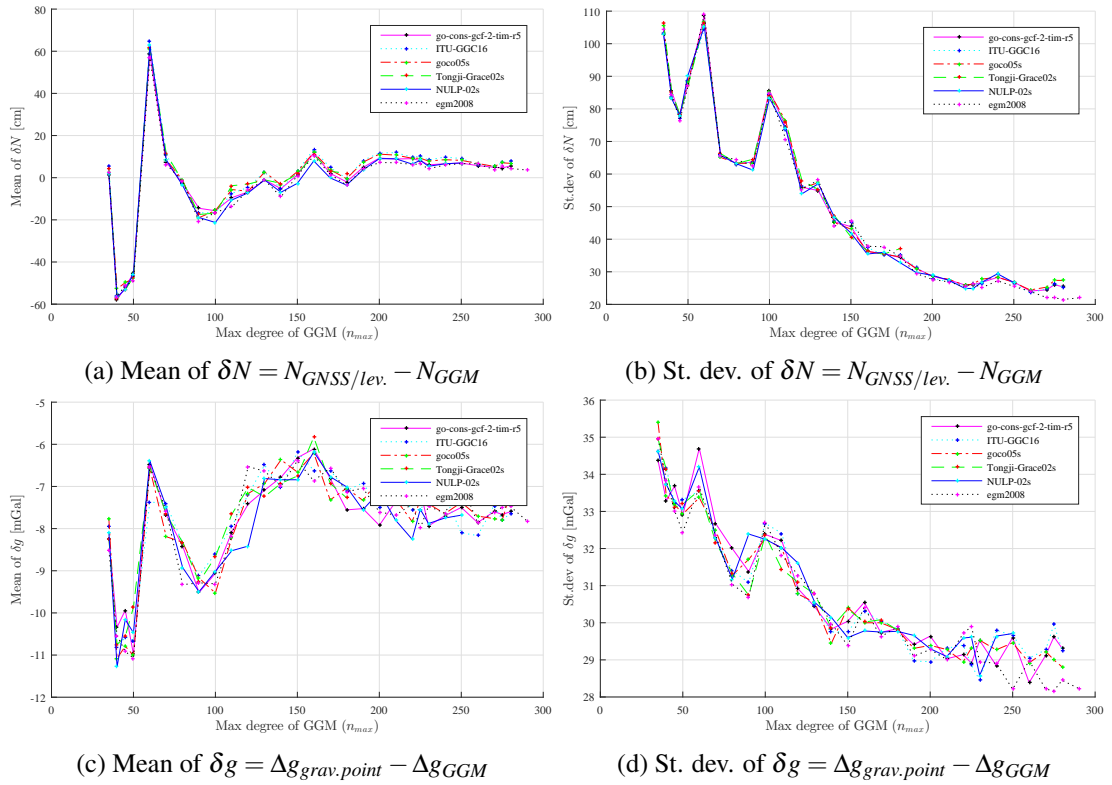 80
60
40
20
0
-20
-40
-60
Mean of δN [cm]
0 50 100 150 200 250 300
Max degree of GGM (n_max)
go-cons-gcf-2-tim-r5
ITU-GGC16
goco05s
Tongji-Grace02s
NULP-02s
egm2008
(a) Mean of δN = N_GNSS/lev. − N_GGM
120
110
100
90
80
70
60
50
40
30
20
St.dev of δN [cm]
0 50 100 150 200 250 300
Max degree of GGM (n_max)
go-cons-gcf-2-tim-r5
ITU-GGC16
goco05s
Tongji-Grace02s
NULP-02s
egm2008
(b) St. dev. of δN = N_GNSS/lev. − N_GGM
-5
-6
-7
-8
-9
-10
-11
-12
Mean of δg [mGal]
0 50 100 150 200 250 300
Max degree of GGM (n_max)
go-cons-gcf-2-tim-r5
ITU-GGC16
goco05s
Tongji-Grace02s
NULP-02s
egm2008
(c) Mean of δg = Δg_grav.point − Δg_GGM
36
35
34
33
32
31
30
29
28
St.dev of δg [mGal]
0 50 100 150 200 250 300
Max degree of GGM (n_max)
go-cons-gcf-2-tim-r5
ITU-GGC16
goco05s
Tongji-Grace02s
NULP-02s
egm2008
(d) St. dev. of δg = Δg_grav.point − Δg_GGM